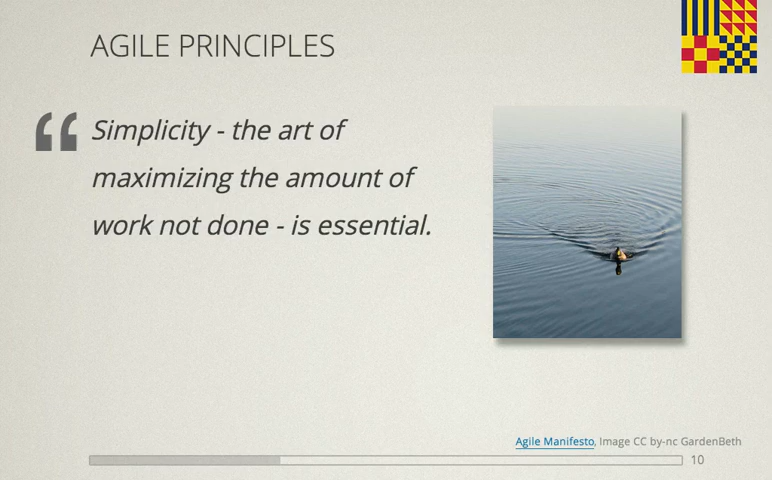 AGILE PRINCIPLES
“ Simplicity - the art of
maximizing the amount of
work not done - is essential.
Agile Manifesto, Image CC by-nc GardenBeth
10